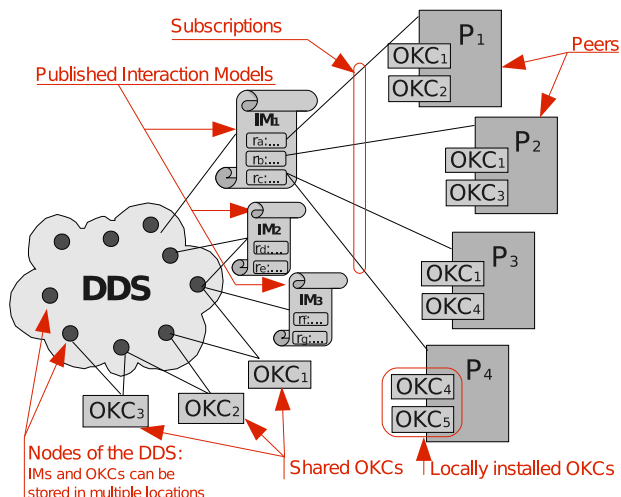 Subscriptions
Published Interaction Models
Peers
P1
OKC1
OKC2
IM1
ra:...
rb:...
rc:...
P2
OKC1
OKC3
IM2
rd:...
re:...
P3
OKC1
OKC4
DDS
IM3
rf:...
rg:...
P4
OKC4
OKC5
OKC1
OKC2
OKC3
Nodes of the DDS:
IMs and OKCs can be
stored in multiple locations
Shared OKCs
Locally installed OKCs